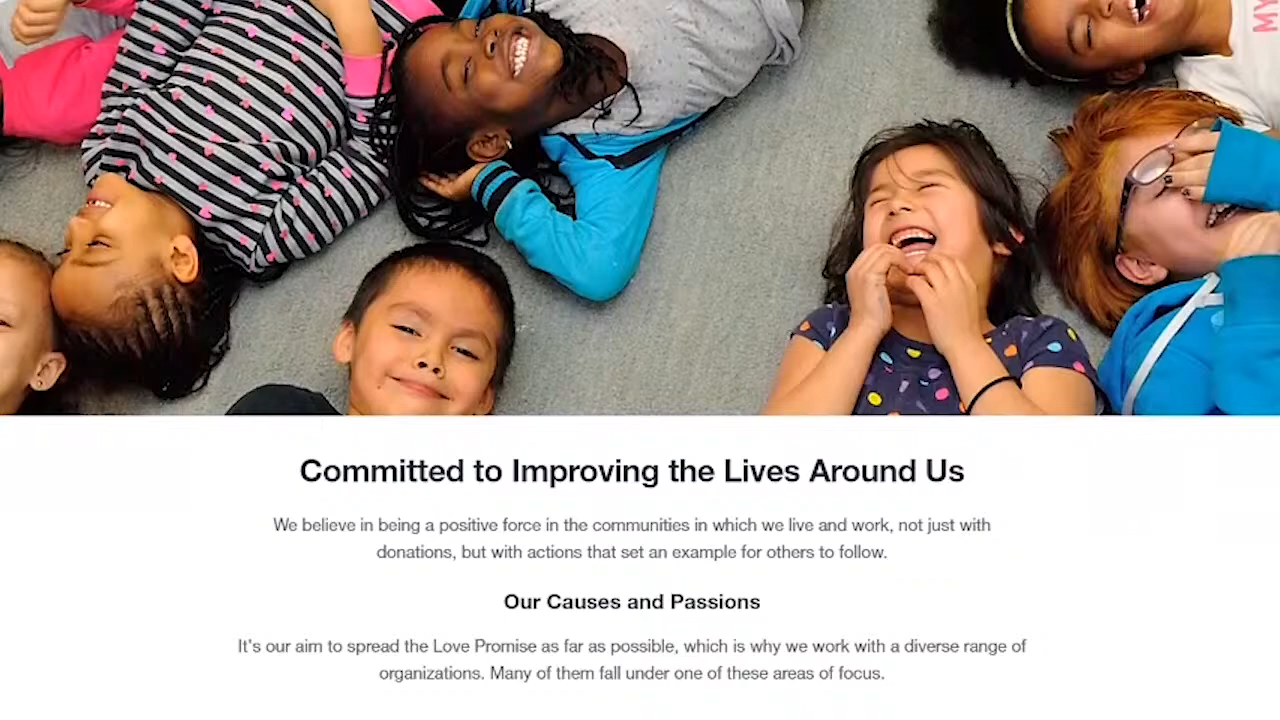 MY
Committed to Improving the Lives Around Us
We believe in being a positive force in the communities in which we live and work, not just with
donations, but with actions that set an example for others to follow.
Our Causes and Passions
It's our aim to spread the Love Promise as far as possible, which is why we work with a diverse range of
organizations. Many of them fall under one of these areas of focus.